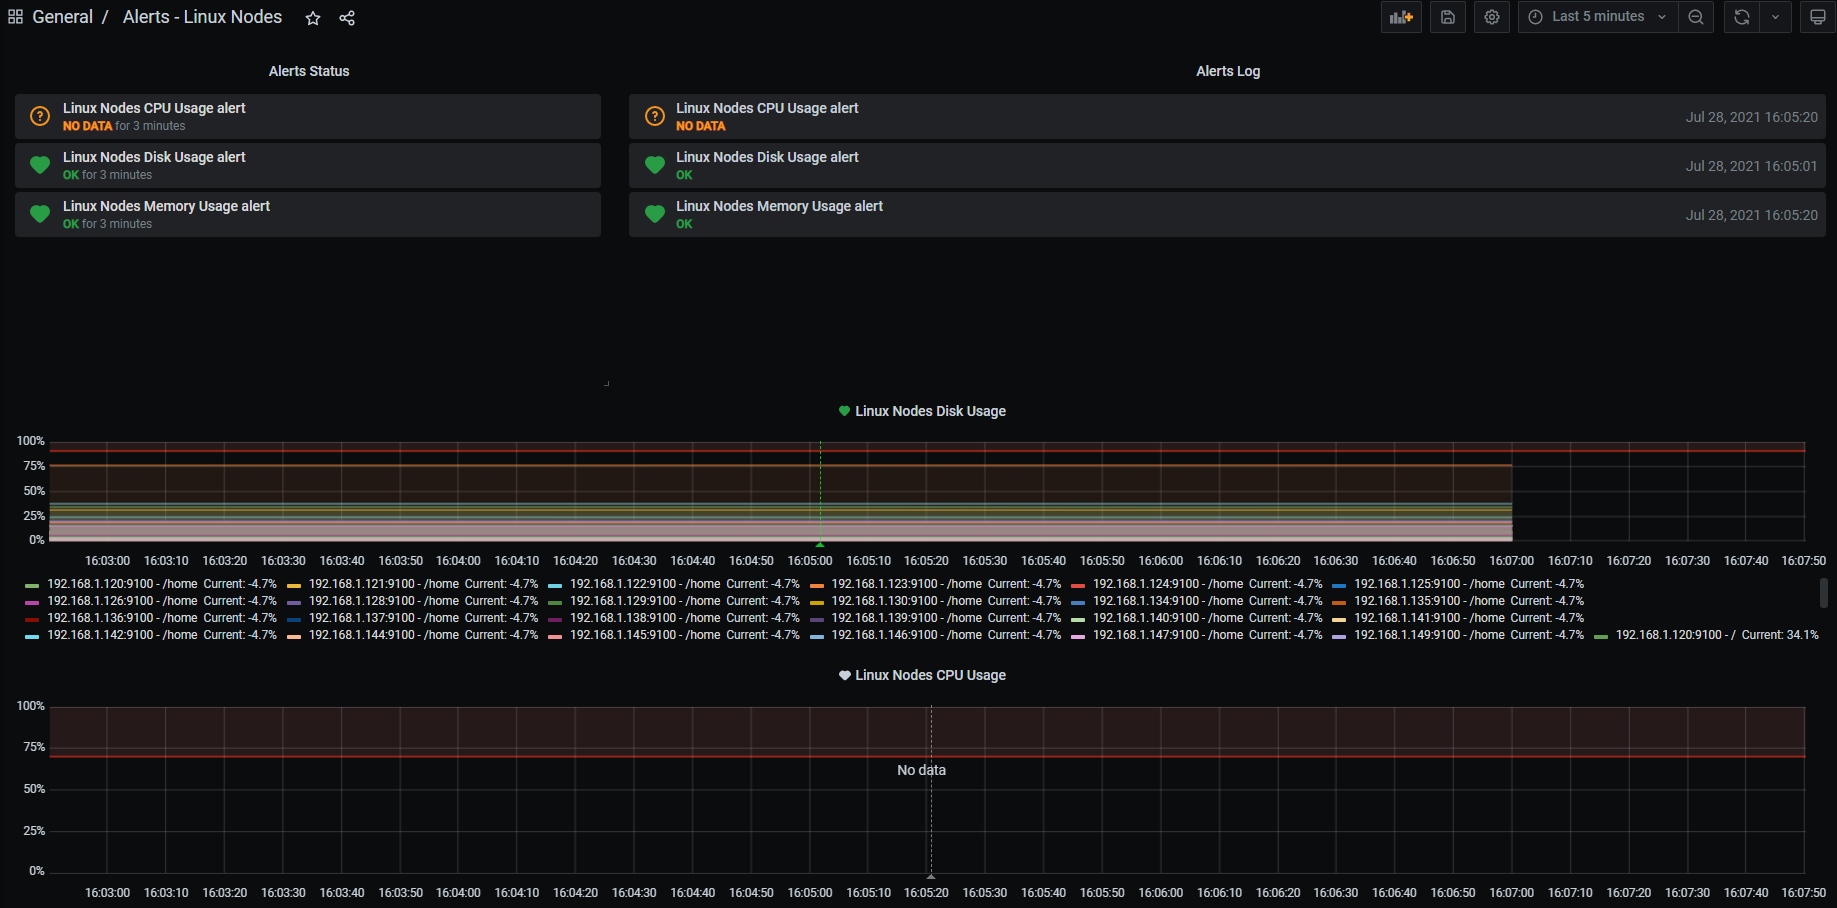 General / Alerts - Linux Nodes
Last 5 minutes
Alerts Status
Linux Nodes CPU Usage alert
NO DATA for 3 minutes
Linux Nodes Disk Usage alert
OK for 3 minutes
Linux Nodes Memory Usage alert
OK for 3 minutes
Alerts Log
Linux Nodes CPU Usage alert
NO DATA
Jul 28, 2021 16:05:20
Linux Nodes Disk Usage alert
OK
Jul 28, 2021 16:05:01
Linux Nodes Memory Usage alert
OK
Jul 28, 2021 16:05:20
Linux Nodes Disk Usage
100%
75%
50%
25%
0%
16:03:00 16:03:10 16:03:20 16:03:30 16:03:40 16:03:50 16:04:00 16:04:10 16:04:20 16:04:30 16:04:40 16:04:50 16:05:00 16:05:10 16:05:20 16:05:30 16:05:40 16:05:50 16:06:00 16:06:10 16:06:20 16:06:30 16:06:40 16:06:50 16:07:00 16:07:10 16:07:20 16:07:30 16:07:40 16:07:50
192.168.1.120:9100 - /home Current: -4.7% 192.168.1.121:9100 - /home Current: -4.7% 192.168.1.122:9100 - /home Current: -4.7% 192.168.1.123:9100 - /home Current: -4.7% 192.168.1.124:9100 - /home Current: -4.7% 192.168.1.125:9100 - /home Current: -4.7%
192.168.1.126:9100 - /home Current: -4.7% 192.168.1.128:9100 - /home Current: -4.7% 192.168.1.129:9100 - /home Current: -4.7% 192.168.1.130:9100 - /home Current: -4.7% 192.168.1.134:9100 - /home Current: -4.7% 192.168.1.135:9100 - /home Current: -4.7%
192.168.1.136:9100 - /home Current: -4.7% 192.168.1.137:9100 - /home Current: -4.7% 192.168.1.138:9100 - /home Current: -4.7% 192.168.1.139:9100 - /home Current: -4.7% 192.168.1.140:9100 - /home Current: -4.7% 192.168.1.141:9100 - /home Current: -4.7%
192.168.1.142:9100 - /home Current: -4.7% 192.168.1.144:9100 - /home Current: -4.7% 192.168.1.145:9100 - /home Current: -4.7% 192.168.1.146:9100 - /home Current: -4.7% 192.168.1.147:9100 - /home Current: -4.7% 192.168.1.149:9100 - /home Current: -4.7% 192.168.1.120:9100 - / Current: 34.1%
Linux Nodes CPU Usage
100%
75%
No data
50%
25%
0%
16:03:00 16:03:10 16:03:20 16:03:30 16:03:40 16:03:50 16:04:00 16:04:10 16:04:20 16:04:30 16:04:40 16:04:50 16:05:00 16:05:10 16:05:20 16:05:30 16:05:40 16:05:50 16:06:00 16:06:10 16:06:20 16:06:30 16:06:40 16:06:50 16:07:00 16:07:10 16:07:20 16:07:30 16:07:40 16:07:50